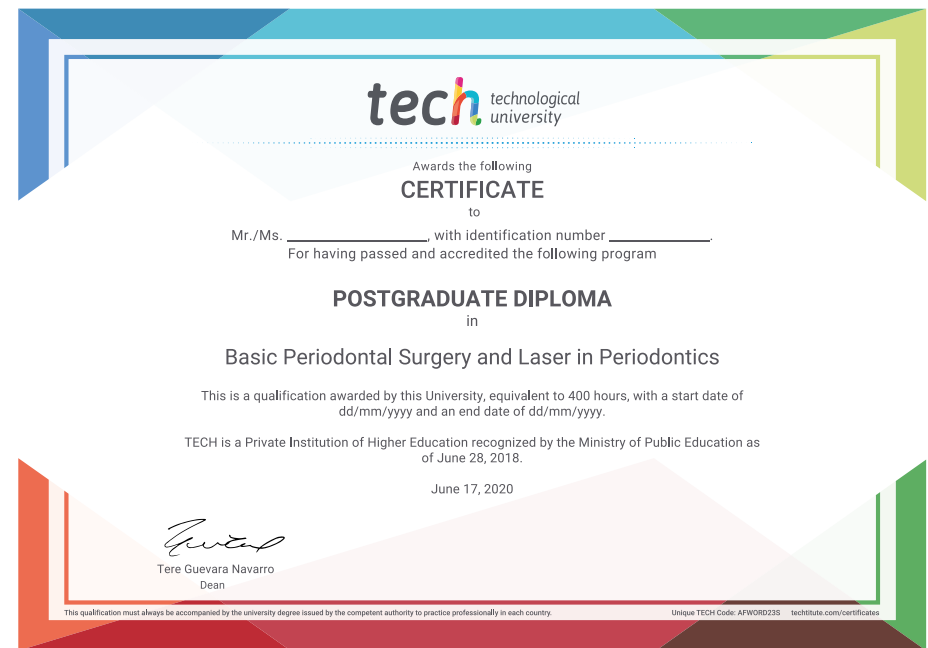 tech technological
university
Awards the following
CERTIFICATE
to
Mr./Ms. ____________, with identification number ____________.
For having passed and accredited the following program
POSTGRADUATE DIPLOMA
in
Basic Periodontal Surgery and Laser in Periodontics
This is a qualification awarded by this University, equivalent to 400 hours, with a start date of
dd/mm/yyyy and an end date of dd/mm/yyyy.
TECH is a Private Institution of Higher Education recognized by the Ministry of Public Education as
of June 28, 2018.
June 17, 2020
Tere Guevara Navarro
Dean
This qualification must always be accompanied by the university degree issued by the competent authority to practice professionally in each country.
Unique TECH Code: AFWORD23S techtitute.com/certificates